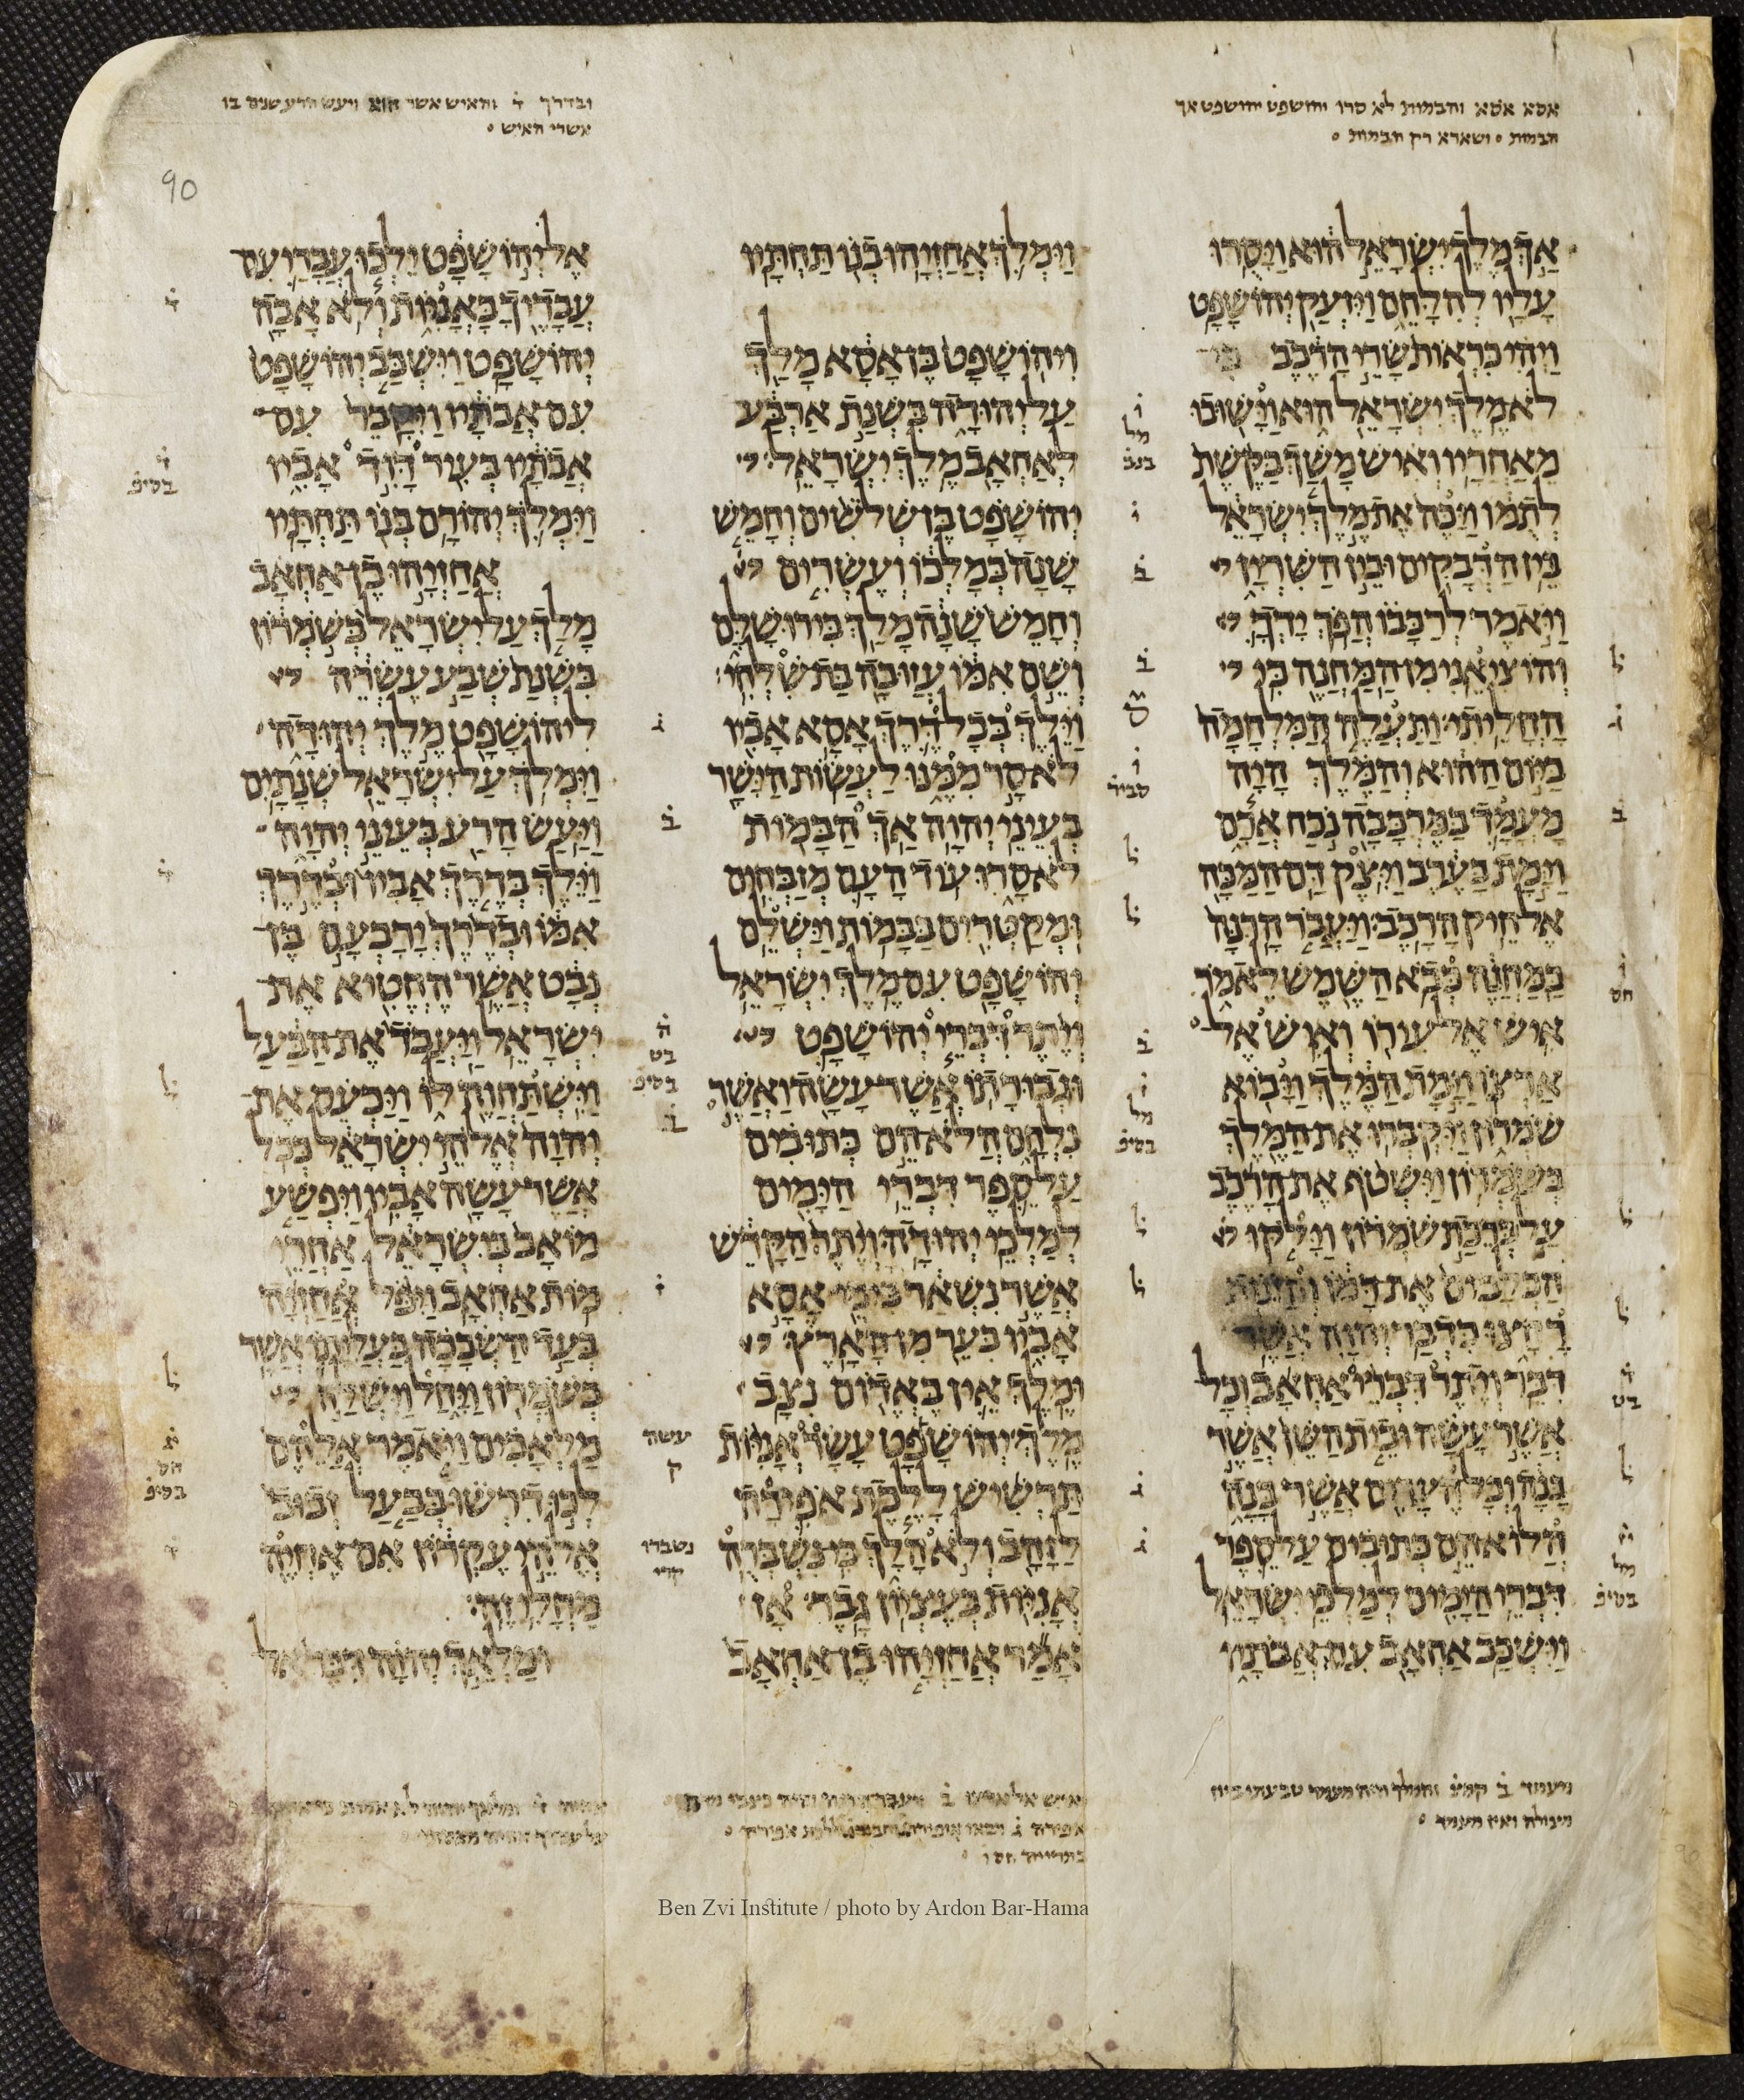 אסא אסא והבמות לא סרו יהושפט יהושפט אך
הבמות ׄ ושארא רק הבמות ׄ
אך מלך ישראל הוא ויסרו
עליו להלחם ויזעק יהושפט
ויהי כראות שרי הרכב כי
לא מלך ישראל הוא וישובו
מאחריו ואיש משך בקשת
לתמו ויכה את מלך ישראל
בין הדבקים ובין השרין
ויאמר לרכבו הפך ידך
והוציאני מן המחנה כי
החליתי ותעלה המלחמה
ביום ההוא והמלך היה
מעמד במרכבה נכח ארם
וימת בערב ויצק דם המכה
אל חיק הרכב ויעבר הרנה
במחנה כבא השמש לאמר
איש אל עירו ואיש אל
ארצו וימת המלך ויבוא
שמרון ויקברו את המלך
בשמרון וישטף את הרכב
על ברכת שמרון וילקו
הכלבים את דמו והזנות
רחצו כדבר יהוה אשר
דבר ויתר דברי אחאב וכל
אשר עשה ובית השן אשר
בנה וכל הערים אשר בנה
הלוא הם כתובים על ספר
דברי הימים למלכי ישראל
וישכב אחאב עם אבתיו
וימלך אחזיהו בנו תחתיו
ויהושפט בן אסא מלך
על יהודה בשנת ארבע
לאחאב מלך ישראל
יהושפט בן שלשים וחמש
שנה במלכו ועשרים
וחמש שנה מלך בירושלם
ושם אמו עזובה בת שלחי
וילך בכל דרך אסא אביו
לא סר ממנו לעשות הישר
בעיני יהוה אך הבמות
לא סרו עוד העם מזבחים
ומקטרים בבמות וישלם
יהושפט עם מלך ישראל
ויתר דברי יהושפט
וגבורתו אשר עשה ואשר
נלחם הלא הם כתובים
על ספר דברי הימים
למלכי יהודה ויתר הקדש
אשר נשאר בימי אסא
אביו בער מן הארץ
ומלך אין באדום נצב
מלך יהושפט עשר אניות
תרשיש ללכת אפירה
לזהב ולא הלך כי נשברה
אניות בעציון גבר אז
אמר אחזיהו בן אחאב
ובדרך ד והאיש אשר הוא ויעש הרע שנים בו
אשרי האיש ׄ
90
אל יהושפט ילכו עבדי עם
עבדיך באניות ולא אבה
יהושפט וישכב יהושפט
עם אבתיו ויקבר עם
אבתיו בעיר דוד אביו
וימלך יהורם בנו תחתיו
אחזיהו בן אחאב
מלך על ישראל בשמרון
בשנת שבע עשרה
ליהושפט מלך יהודה
וימלך על ישראל שנתים
ויעש הרע בעיני יהוה
וילך בדרך אביו ובדרך
אמו ובדרך ירבעם בן
נבט אשר החטיא את
ישראל ויעבד את הבעל
וישתחוה לו ויכעס את
יהוה אלהי ישראל ככל
אשר עשה אביו ויפשע
מואב בישראל אחרי
מות אחאב ויפל אחזיה
בעד השבכה בעליתו אשר
בשמרון ויחל וישלח
מלאכים ויאמר אלהם
לכו דרשו בבעל זבוב
אלהי עקרון אם אחיה
מחלי זה
ומלאך יהוה דבר אל
מעמד ב קמצ והמלך היה מעמד
Ben Zvi Institute / photo by Ardon Bar-Hama